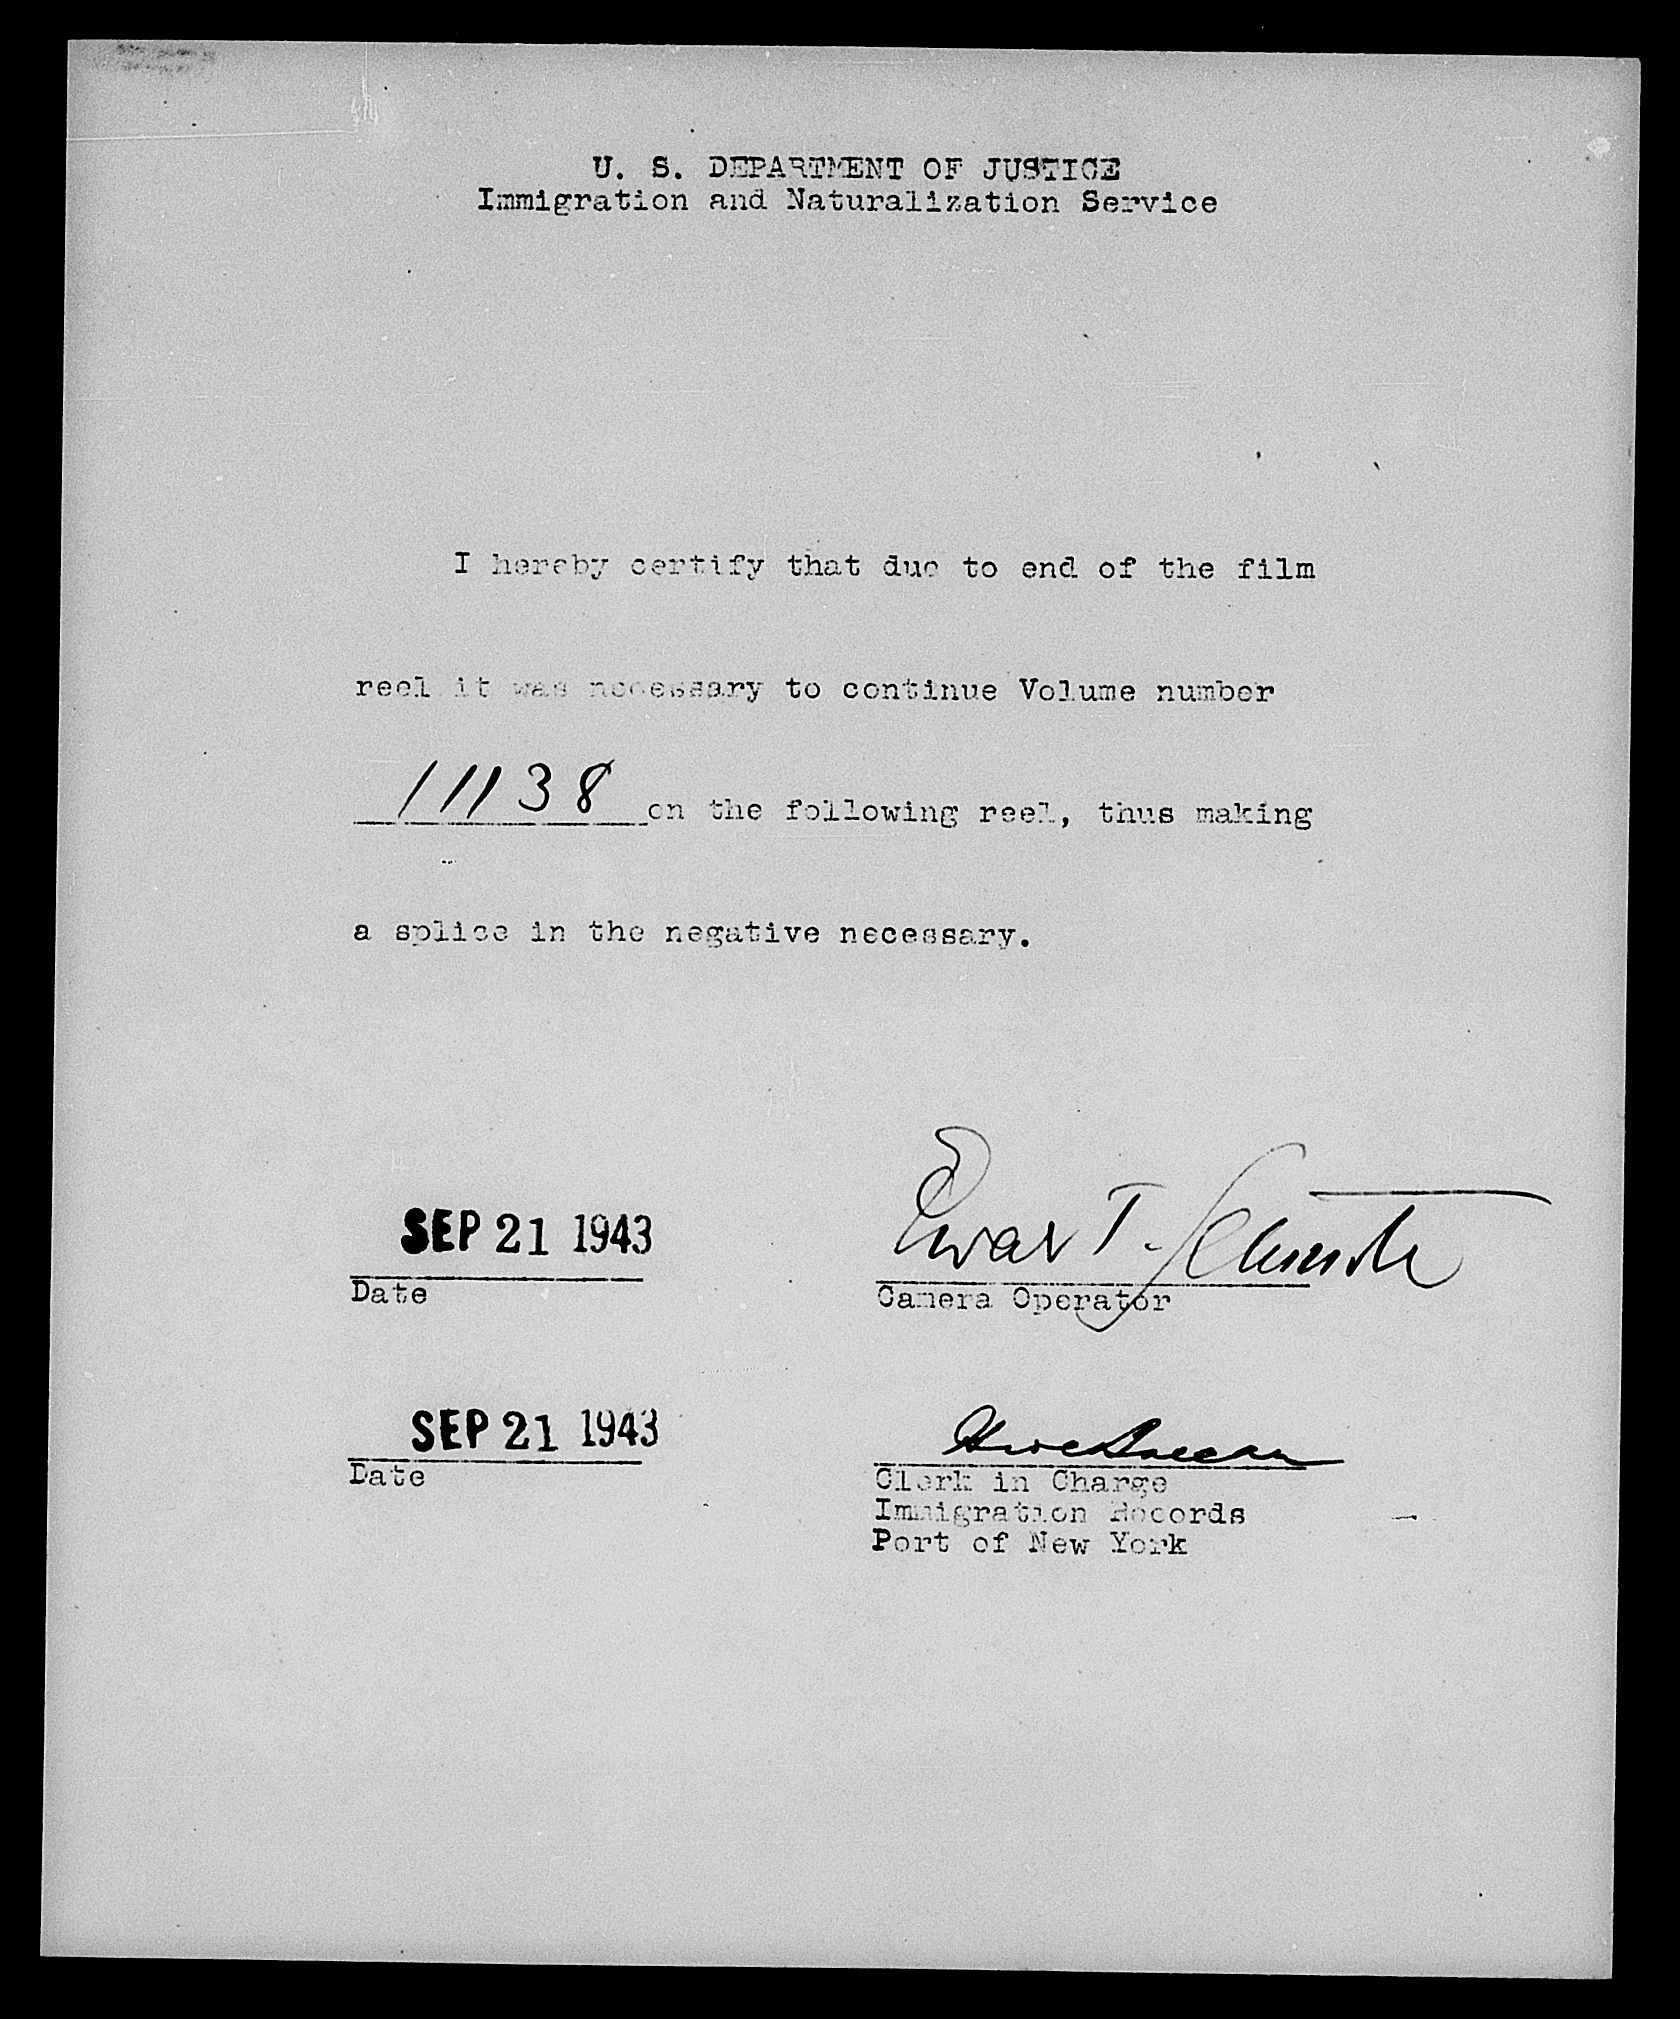 U. S. DEPARTMENT OF JUSTICE
Immigration and Naturalization Service
I hereby certify that due to end of the film
reel it was necessary to continue Volume number
11138 on the following reel, thus making
a splice in the negative necessary.
SEP 21 1943
Date
T.
Camera Operator
SEP 21 1943
Date
Clerk in Charge
Immigration Records
Port of New York